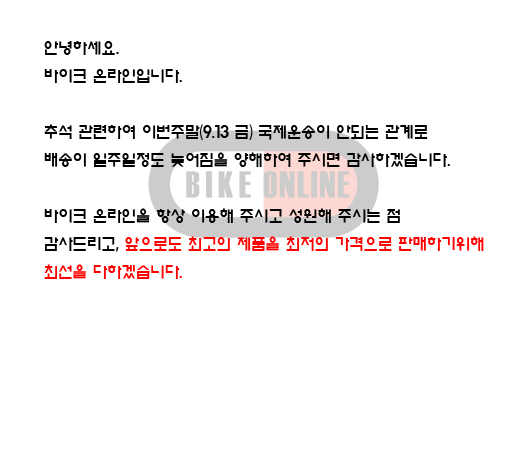 안녕하세요.
바이크 온라인입니다.
추석 관련하여 이번주말(9.13 금) 국제운송이 안되는 관계로
배송이 일주일정도 늦어짐을 양해하여 주시면 감사하겠습니다.
BIKE ONLINE
바이크 온라인을 항상 이용해 주시고 성원해 주시는 점
감사드리고, 앞으로도 최고의 제품을 최저의 가격으로 판매하기위해
최선을 다하겠습니다.